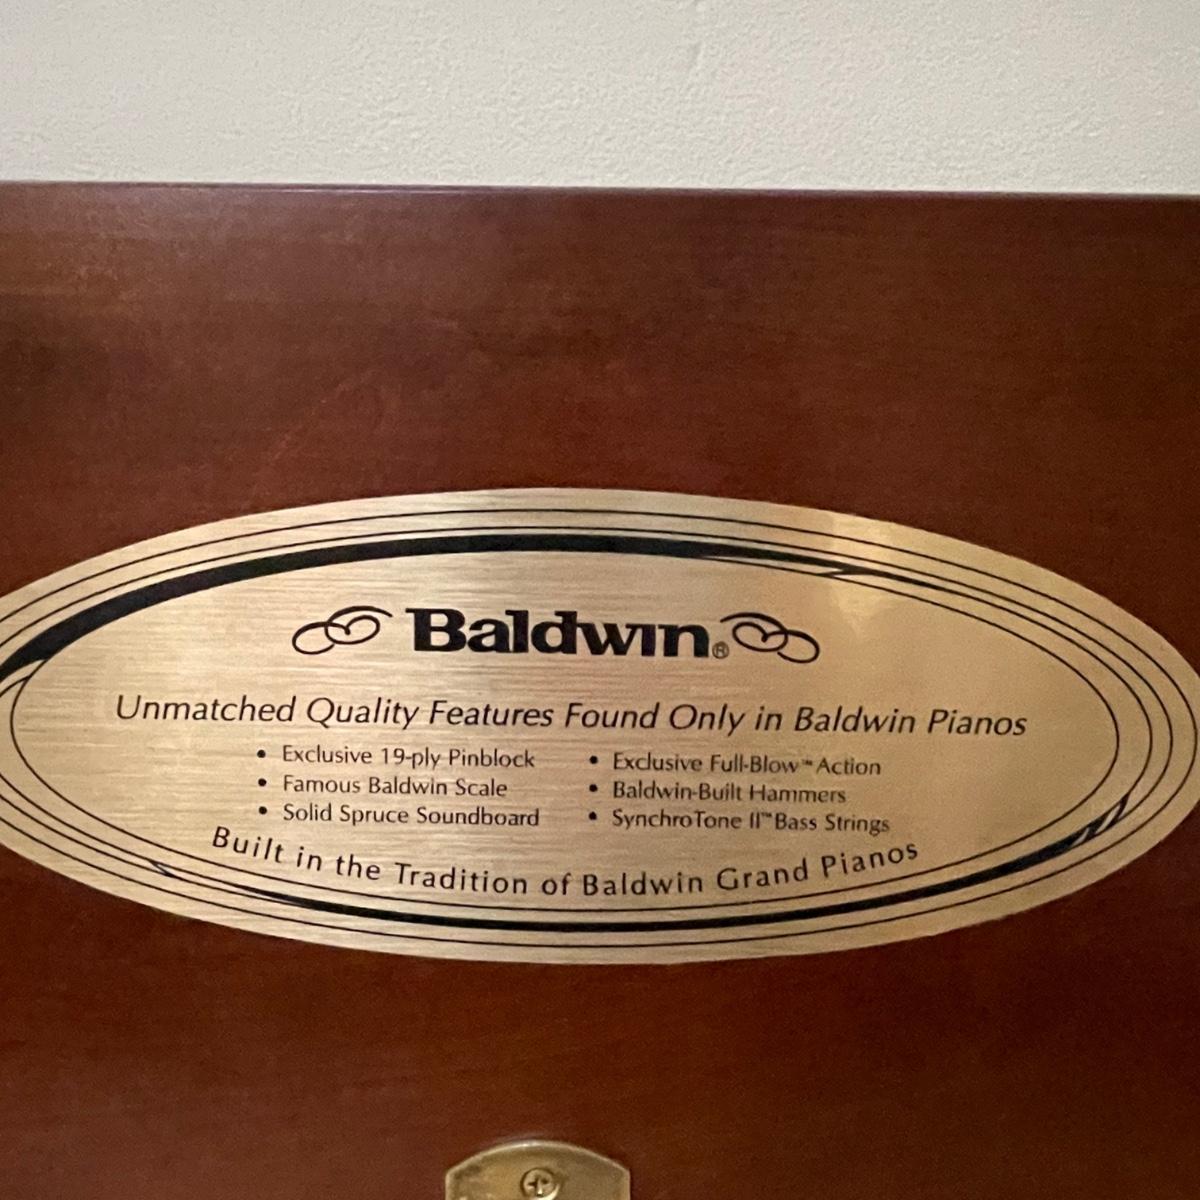 Baldwin®
Unmatched Quality Features Found Only in Baldwin Pianos
• Exclusive 19-ply Pinblock
• Famous Baldwin Scale
• Solid Spruce Soundboard
• Exclusive Full-Blow™ Action
• Baldwin-Built Hammers
• SynchroTone II™ Bass Strings
Built in the Tradition of Baldwin Grand Pianos